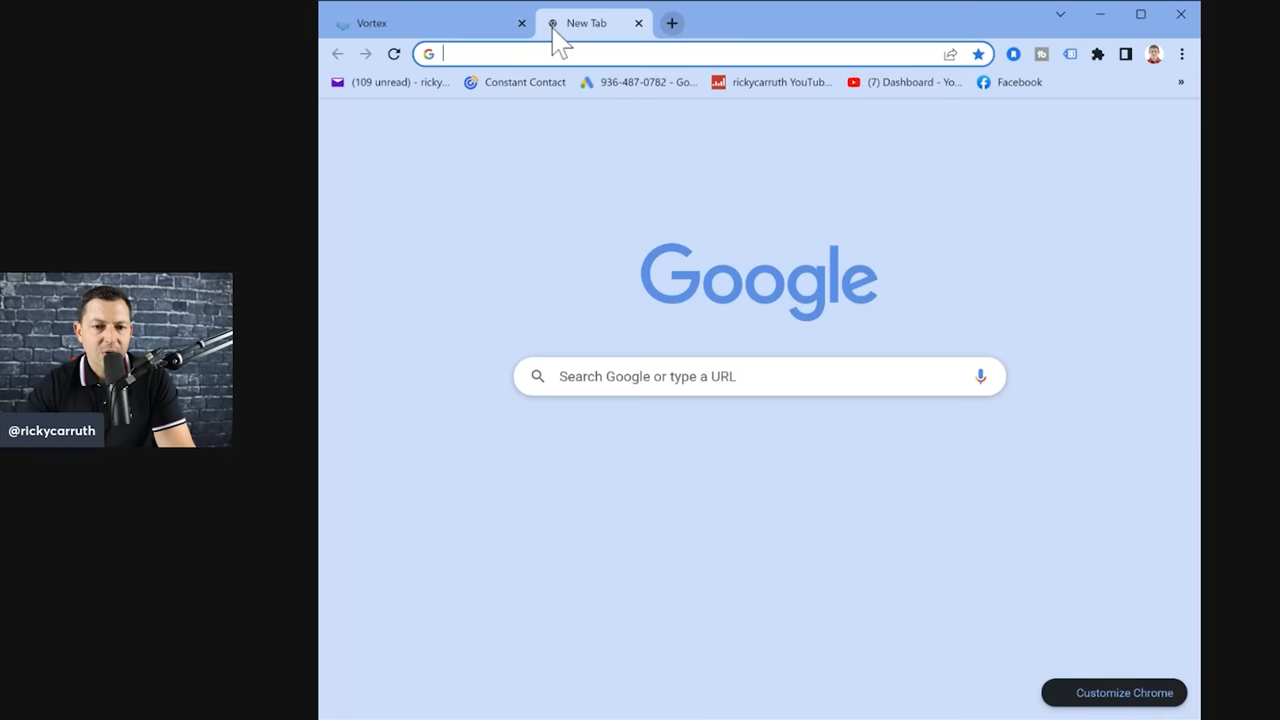 Vortex
New Tab
(109 unread) - ricky...
Constant Contact
936-487-0782 - Go...
rickycarruth YouTub...
(7) Dashboard - Yo...
Facebook
»
Google
Search Google or type a URL
@rickycarruth
Customize Chrome